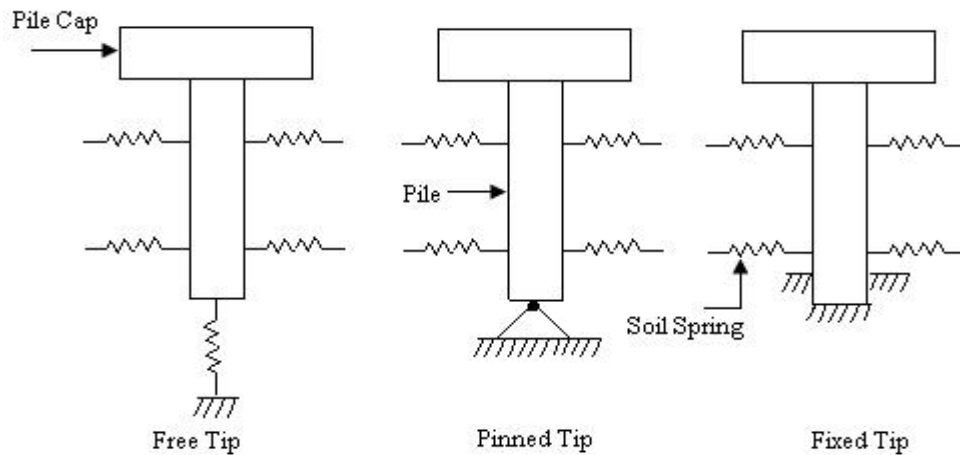 Pile Cap
Pile
Soil Spring
Free Tip
Pinned Tip
Fixed Tip